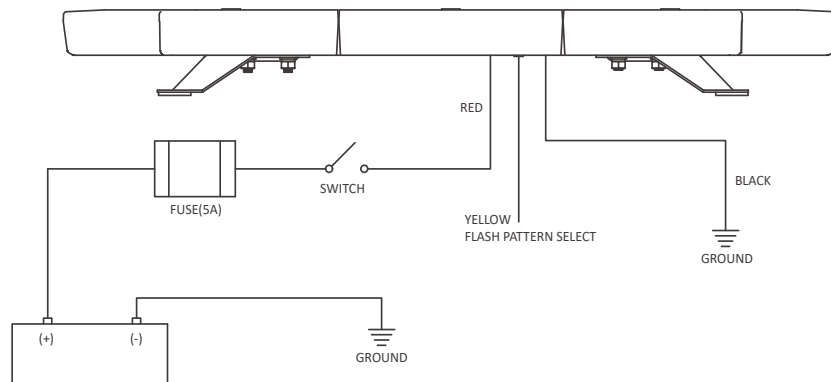 RED
FUSE(5A)
SWITCH
BLACK
YELLOW
FLASH PATTERN SELECT
GROUND
(+)
(-)
GROUND